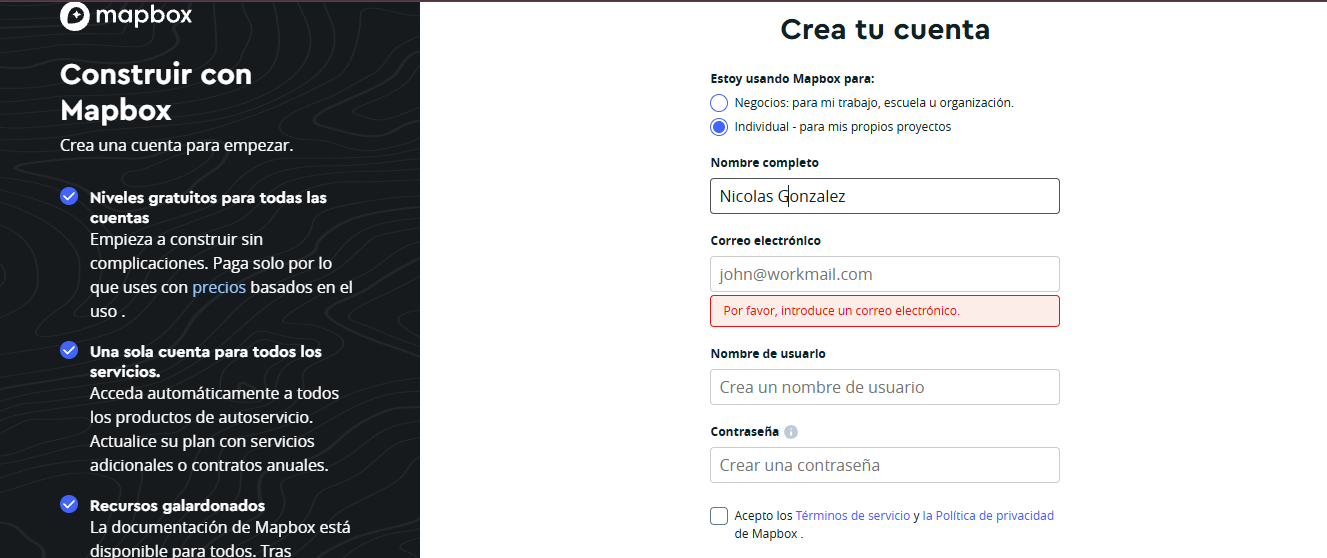 mapbox
Construir con
Mapbox
Crea una cuenta para empezar.
Niveles gratuitos para todas las
cuentas
Empieza a construir sin
complicaciones. Paga solo por lo
que uses con precios basados en el
uso .
Una sola cuenta para todos los
servicios.
Acceda automáticamente a todos
los productos de autoservicio.
Actualice su plan con servicios
adicionales o contratos anuales.
Recursos galardonados
La documentación de Mapbox está
disponible para todos. Tras
Crea tu cuenta
Estoy usando Mapbox para:
Negocios: para mi trabajo, escuela u organización.
Individual - para mis propios proyectos
Nombre completo
Nicolas Gonzalez
Correo electrónico
john@workmail.com
Por favor, introduce un correo electrónico.
Nombre de usuario
Crea un nombre de usuario
Contraseña
Crear una contraseña
Acepto los Términos de servicio y la Política de privacidad
de Mapbox .